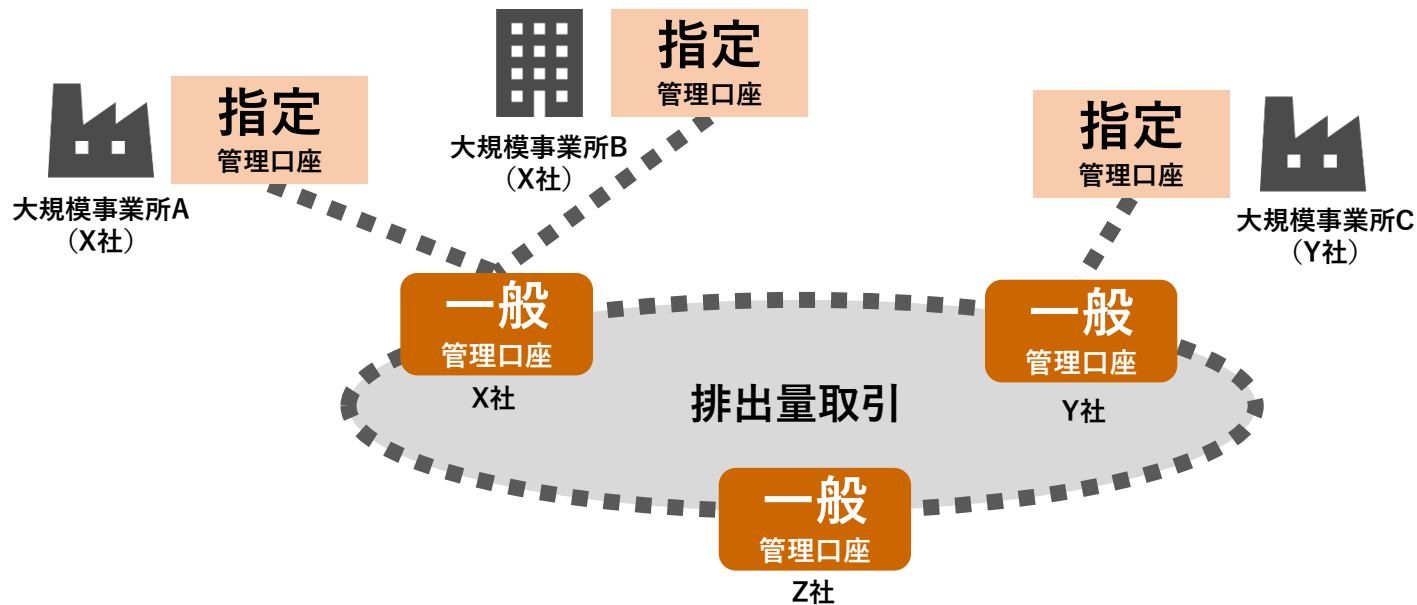 指定
管理口座
大規模事業所A
（X社）
指定
管理口座
大規模事業所B
（X社）
指定
管理口座
大規模事業所C
（Y社）
一般
管理口座
X社
排出量取引
一般
管理口座
Y社
一般
管理口座
Z社